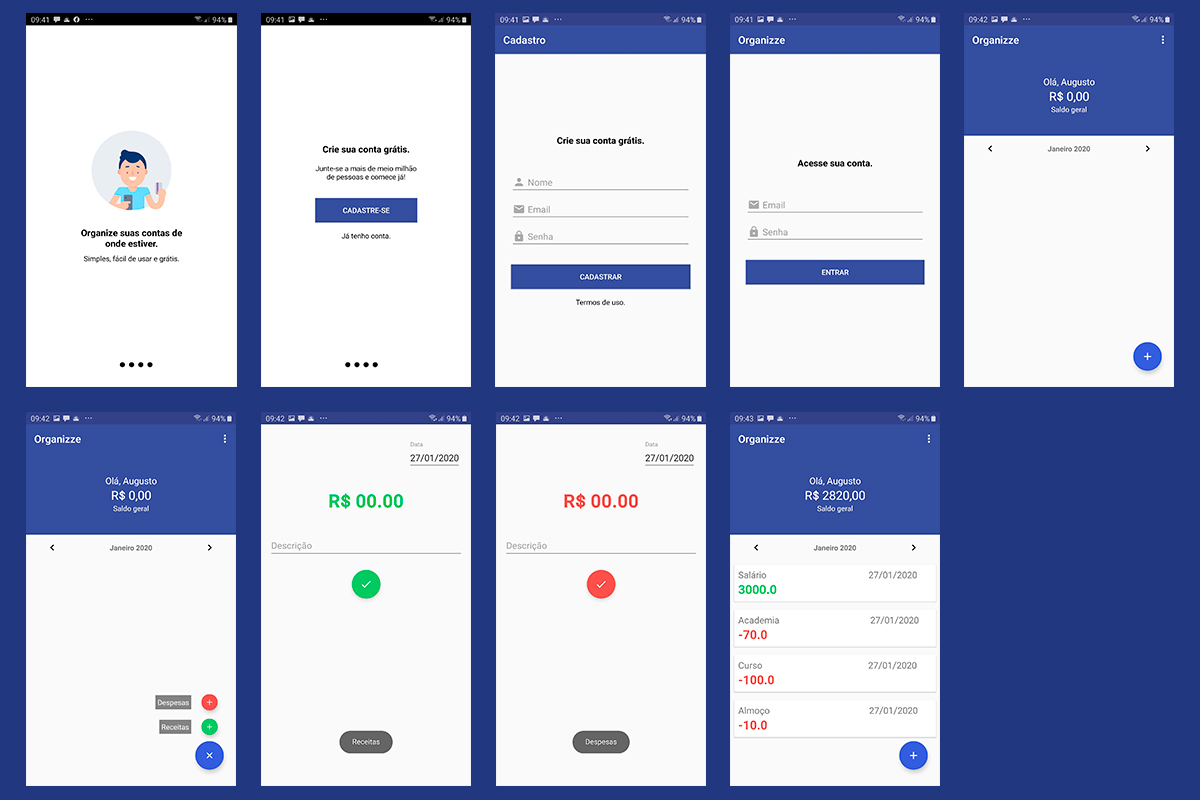 09:41
94%
Organize suas contas de
onde estiver.
Simples, fácil de usar e grátis.
09:41
94%
Crie sua conta grátis.
Junte-se a mais de meio milhão
de pessoas e comece já!
CADASTRE-SE
Já tenho conta.
09:41
94%
Cadastro
Crie sua conta grátis.
Nome
Email
Senha
CADASTRAR
Termos de uso.
09:41
94%
Organizze
Acesse sua conta.
Email
Senha
ENTRAR
09:42
94%
Organizze
Olá, Augusto
R$ 0,00
Saldo geral
Janeiro 2020
09:42
94%
Organizze
Olá, Augusto
R$ 0,00
Saldo geral
Janeiro 2020
Despesas
Receitas
09:42
94%
Data
27/01/2020
R$ 00.00
Descrição
Receitas
09:42
94%
Data
27/01/2020
R$ 00.00
Descrição
Despesas
09:43
94%
Organizze
Olá, Augusto
R$ 2820,00
Saldo geral
Janeiro 2020
Salário 27/01/2020
3000.0
Academia 27/01/2020
-70.0
Curso 27/01/2020
-100.0
Almoço 27/01/2020
-10.0